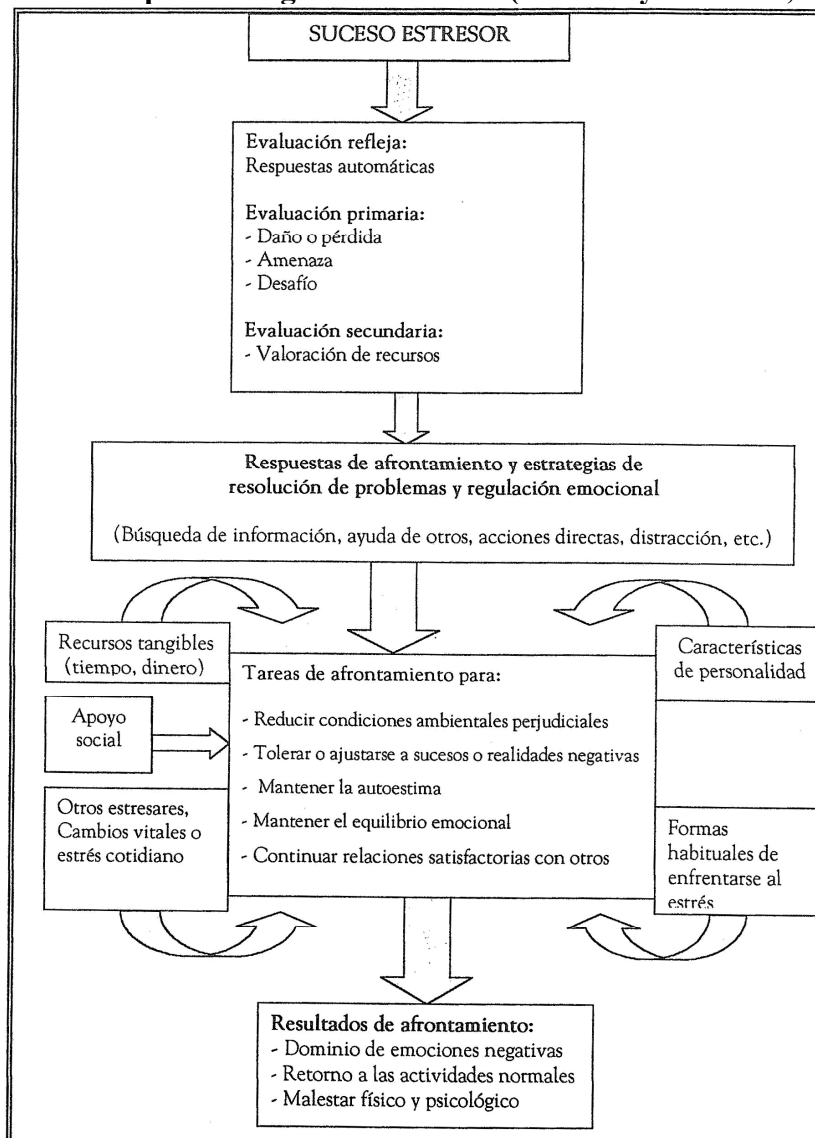 SUCESO ESTRESOR
Evaluación refleja:
Respuestas automáticas
Evaluación primaria:
- Daño o pérdida
- Amenaza
- Desafío
Evaluación secundaria:
- Valoración de recursos
Respuestas de afrontamiento y estrategias de
resolución de problemas y regulación emocional
(Búsqueda de información, ayuda de otros, acciones directas, distracción, etc.)
Recursos tangibles
(tiempo, dinero)
Apoyo
social
Otros estresares,
Cambios vitales o
estrés cotidiano
Tareas de afrontamiento para:
- Reducir condiciones ambientales perjudiciales
- Tolerar o ajustarse a sucesos o realidades negativas
- Mantener la autoestima
- Mantener el equilibrio emocional
- Continuar relaciones satisfactorias con otros
Características
de personalidad
Formas
habituales de
enfrentarse al
estrés
Resultados de afrontamiento:
- Dominio de emociones negativas
- Retorno a las actividades normales
- Malestar físico y psicológico